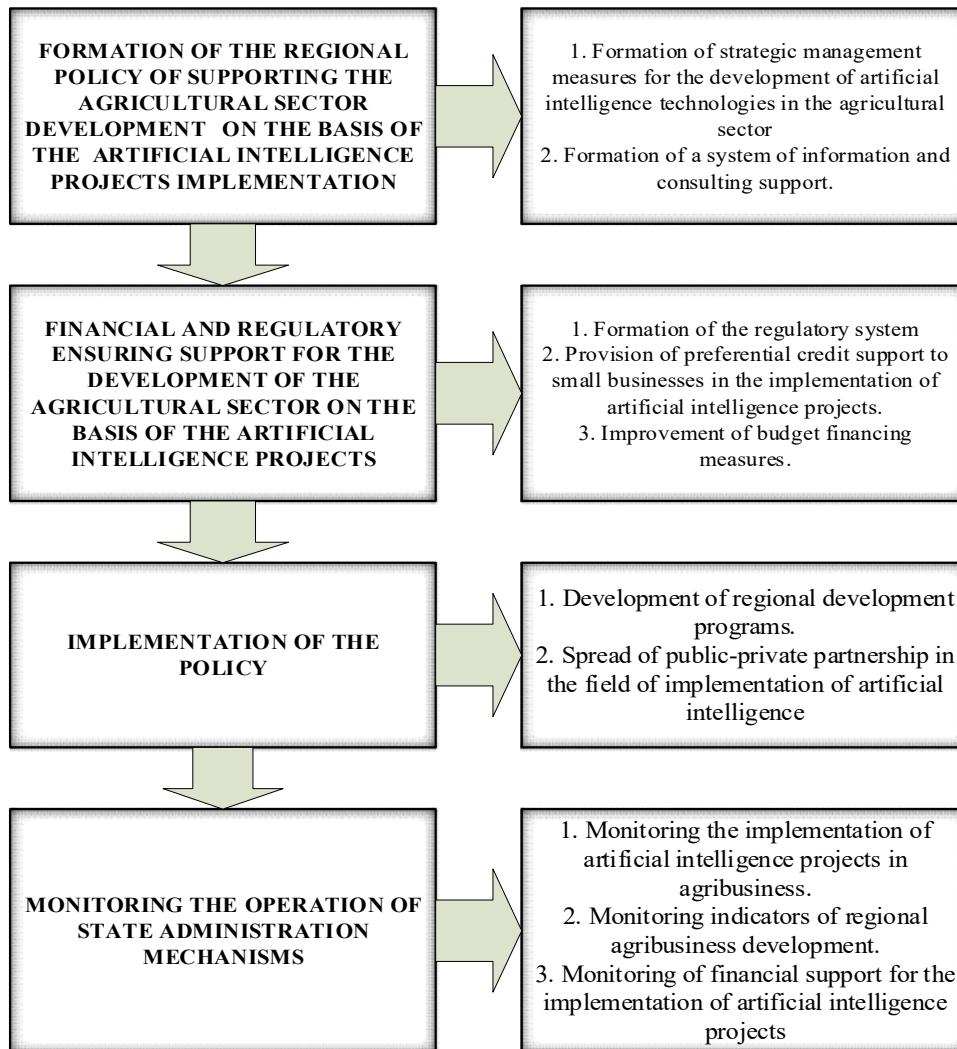 FORMATION OF THE REGIONAL
POLICY OF SUPPORTING THE
AGRICULTURAL SECTOR
DEVELOPMENT ON THE BASIS OF
THE ARTIFICIAL INTELLIGENCE
PROJECTS IMPLEMENTATION
1. Formation of strategic management
measures for the development of artificial
intelligence technologies in the agricultural
sector
2. Formation of a system of information and
consulting support.
FINANCIAL AND REGULATORY
ENSURING SUPPORT FOR THE
DEVELOPMENT OF THE
AGRICULTURAL SECTOR ON THE
BASIS OF THE ARTIFICIAL
INTELLIGENCE PROJECTS
1. Formation of the regulatory system
2. Provision of preferential credit support to
small businesses in the implementation of
artificial intelligence projects.
3. Improvement of budget financing
measures.
IMPLEMENTATION OF THE
POLICY
1. Development of regional development
programs.
2. Spread of public-private partnership in
the field of implementation of artificial
intelligence
MONITORING THE OPERATION OF
STATE ADMINISTRATION
MECHANISMS
1. Monitoring the implementation of
artificial intelligence projects in
agribusiness.
2. Monitoring indicators of regional
agribusiness development.
3. Monitoring of financial support for the
implementation of artificial intelligence
projects